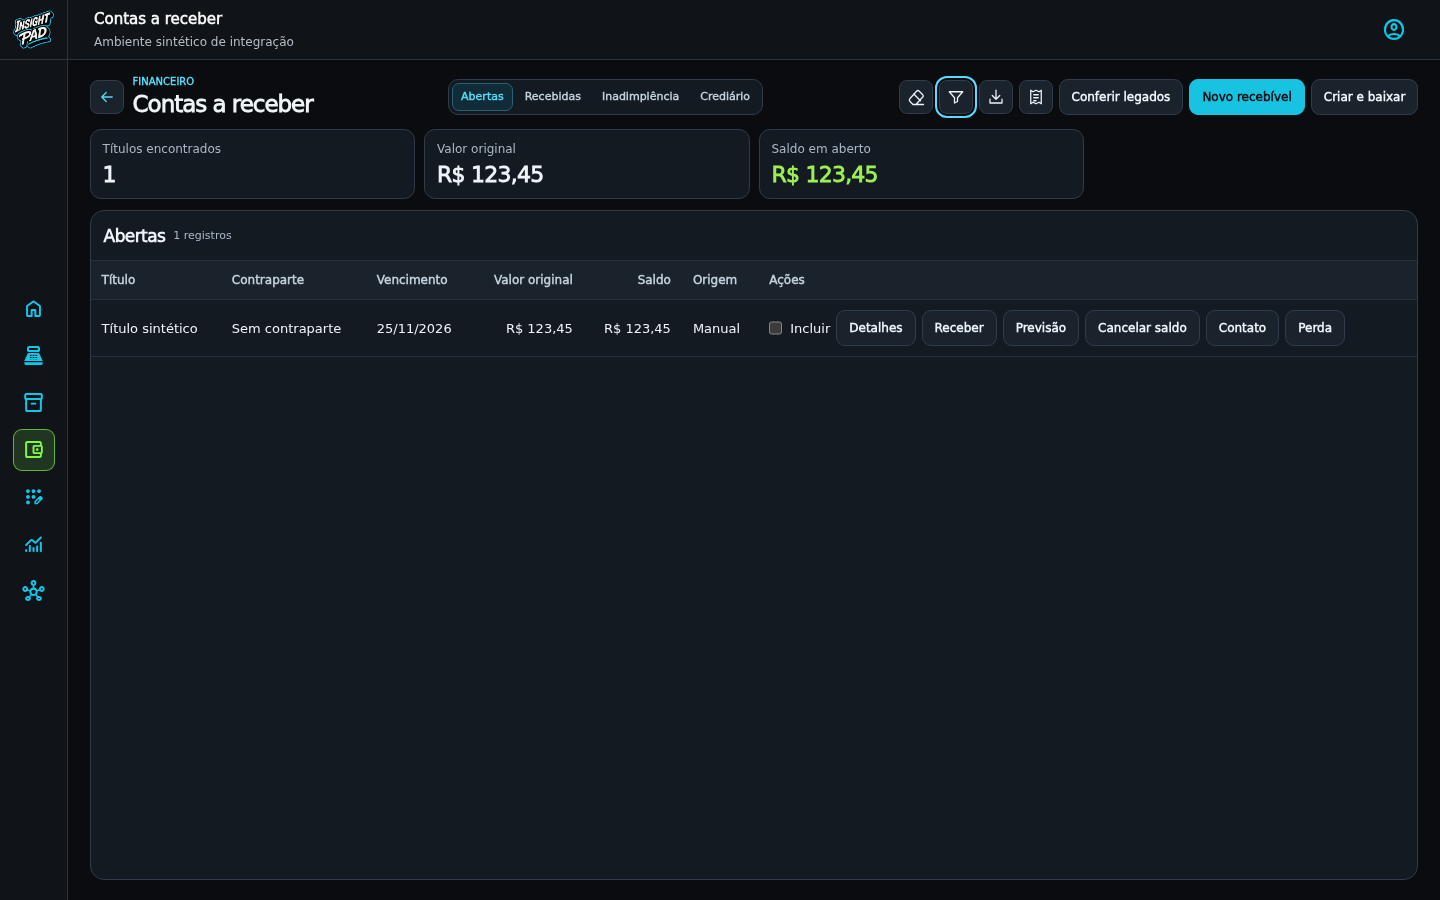 INSIGHT
PAD
Contas a receber
Ambiente sintético de integração
FINANCEIRO
Contas a receber
Abertas Recebidas Inadimplência Crediário
Conferir legados Novo recebível Criar e baixar
Títulos encontrados
1
Valor original
R$ 123,45
Saldo em aberto
R$ 123,45
Abertas 1 registros
Título Contraparte Vencimento Valor original Saldo Origem Ações
Título sintético Sem contraparte 25/11/2026 R$ 123,45 R$ 123,45 Manual Incluir Detalhes Receber Previsão Cancelar saldo Contato Perda